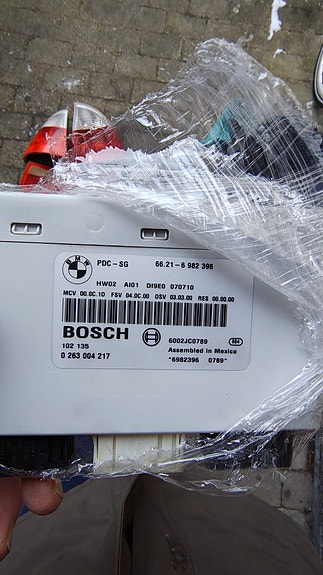 BMW
PDC-SG 66.21-6 982 396
HW02 AI01 DI9E0 070710
MCV 00.0C.1D FSV 04.0C.00 OSV 03.03.00 RES 00.00.00
BOSCH
6002JC0789 664
102 135 Assembled in Mexico
0 263 004 217 *6982396 0789*